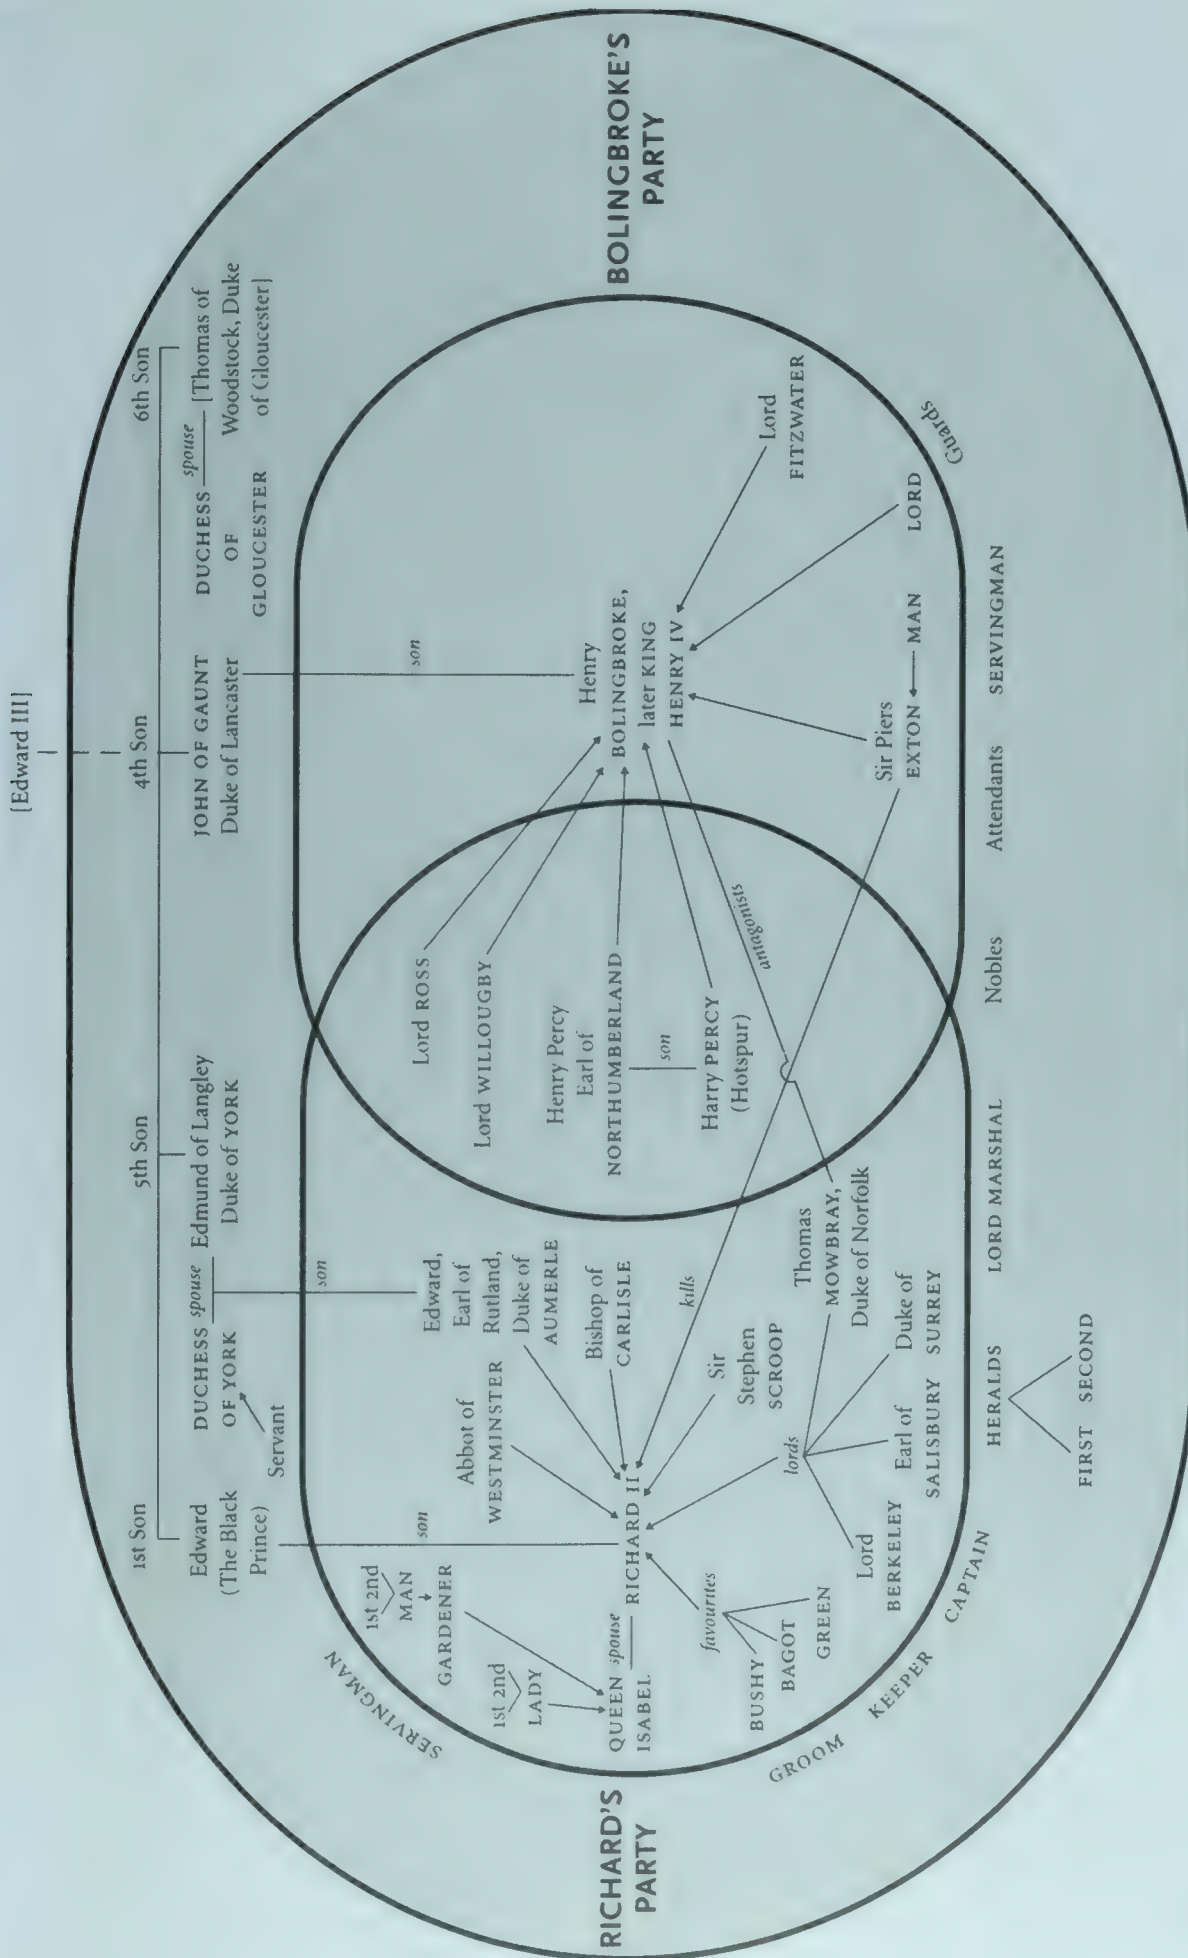 [Edward III]
1st Son
5th Son
4th Son
6th Son
Edward
(The Black
Prince)
DUCHESS
OF YORK
spouse
Edmund of Langley
Duke of YORK
Servant
JOHN OF GAUNT
Duke of Lancaster
DUCHESS
OF
GLOUCESTER
spouse
[Thomas of
Woodstock, Duke
of Gloucester]
son
son
son
SERVINGMAN
1st 2nd
MAN
GARDENER
1st 2nd
LADY
Abbot of
WESTMINSTER
Edward,
Earl of
Rutland,
Duke of
AUMERLE
Bishop of
CARLISLE
Lord ROSS
Lord WILLOUGBY
Henry Percy
Earl of
NORTHUMBERLAND
son
Harry PERCY
(Hotspur)
Henry
BOLINGBROKE,
later KING
HENRY IV
RICHARD'S
PARTY
QUEEN
ISABEL
spouse
RICHARD II
BOLINGBROKE'S
PARTY
favourites
BUSHY
BAGOT
GREEN
Sir
Stephen
SCROOP
kills
antagonists
lords
Thomas
MOWBRAY,
Duke of Norfolk
Lord
BERKELEY
Earl of
SALISBURY
Duke of
SURREY
Lord
FITZWATER
Sir Piers
EXTON
MAN
LORD
Guards
GROOM
KEEPER
CAPTAIN
HERALDS
FIRST
SECOND
LORD MARSHAL
Nobles
Attendants
SERVINGMAN